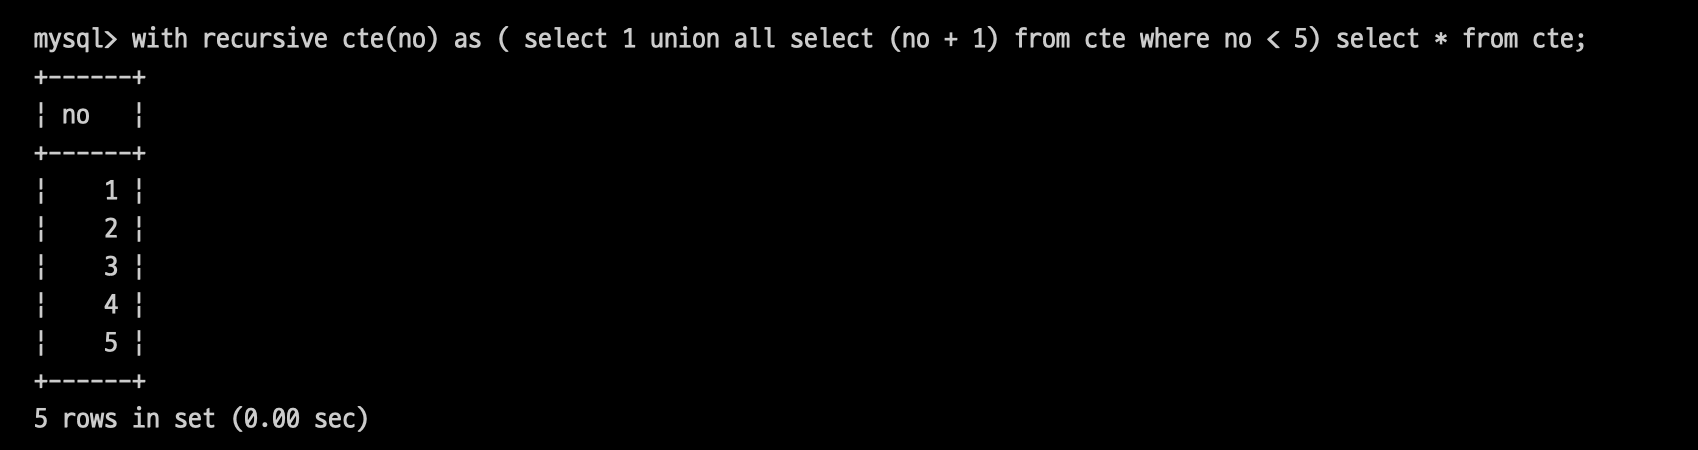 mysql> with recursive cte(no) as ( select 1 union all select (no + 1) from cte where no < 5) select * from cte;
+------+
¦ no   ¦
+------+
¦    1 ¦
¦    2 ¦
¦    3 ¦
¦    4 ¦
¦    5 ¦
+------+
5 rows in set (0.00 sec)